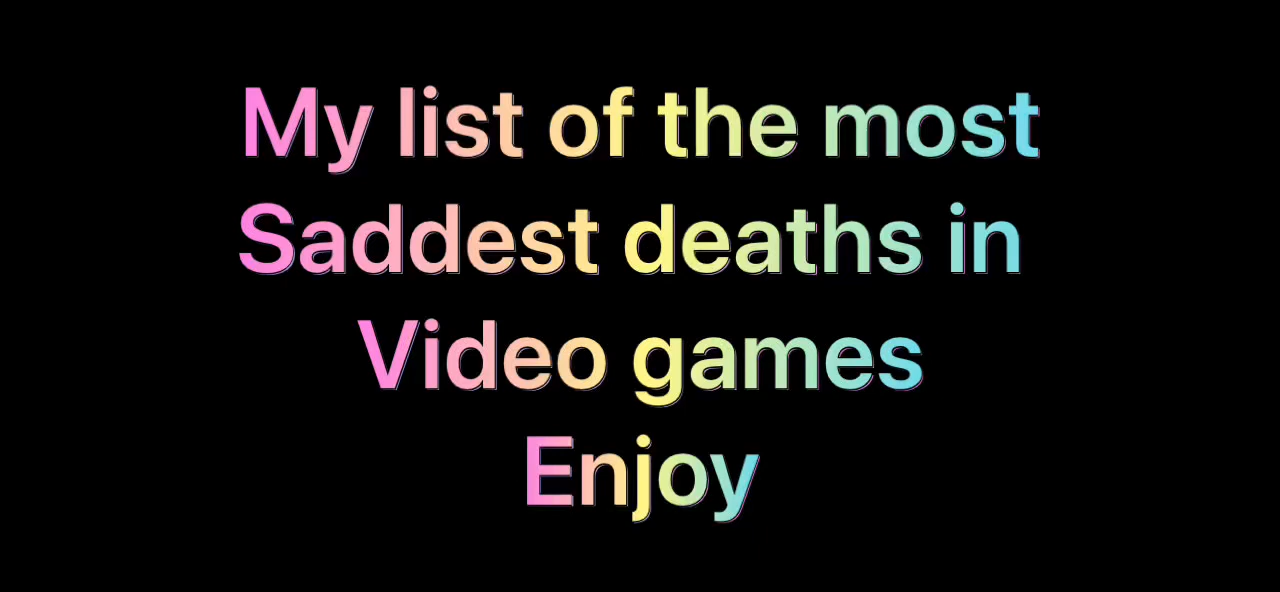 My list of the most
Saddest deaths in
Video games
Enjoy